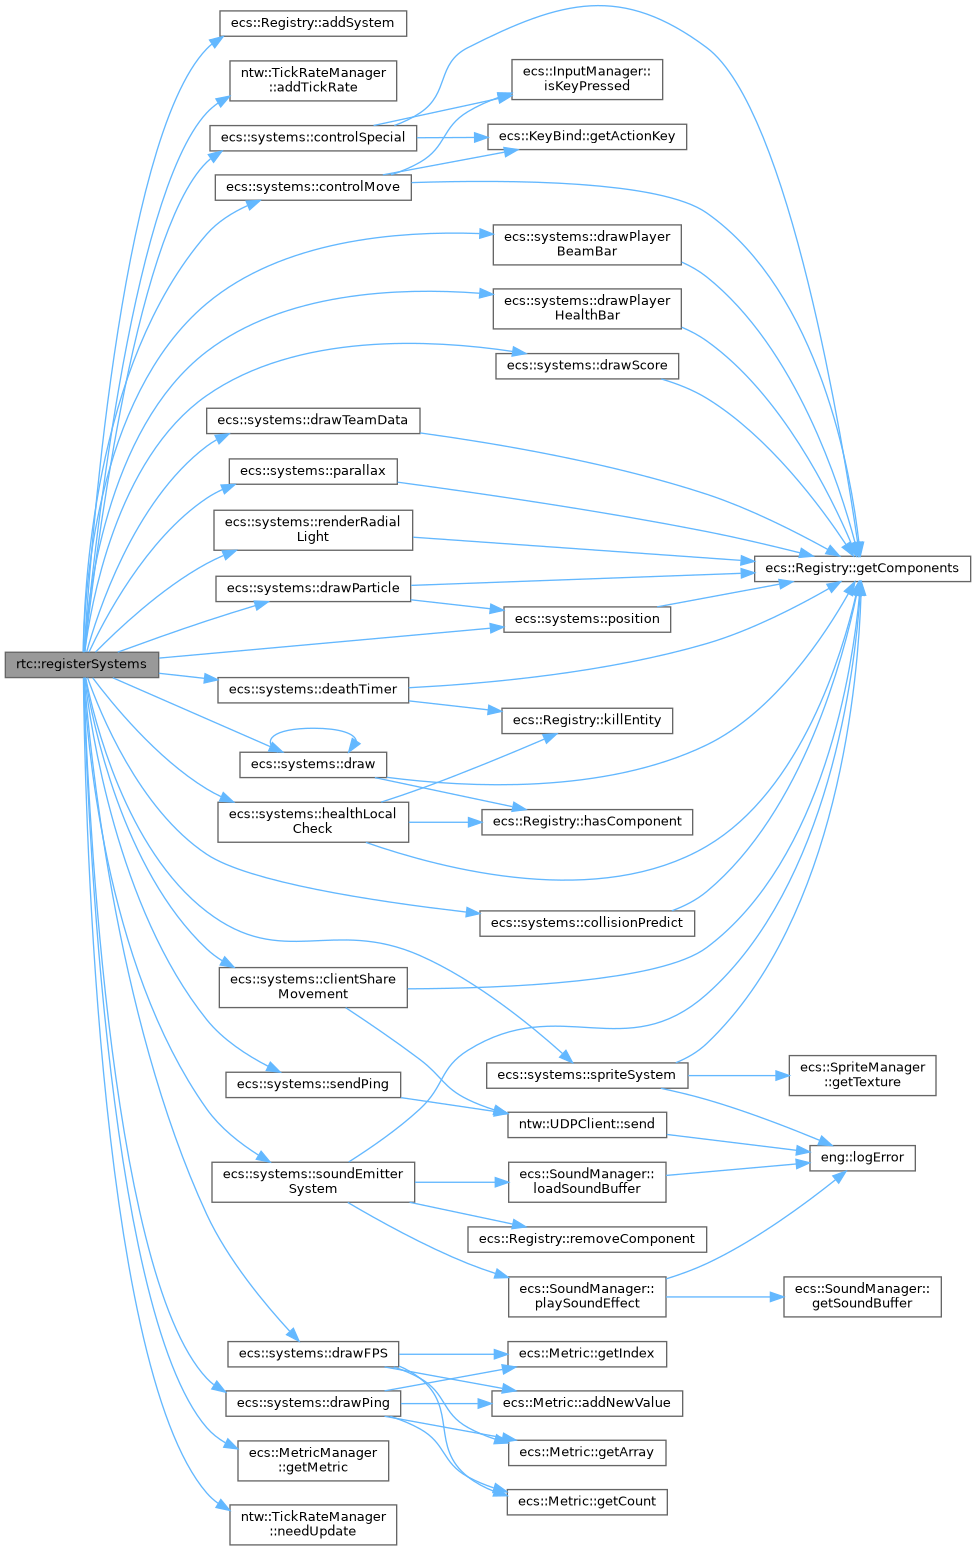 ecs::Registry::addSystem
ntw::TickRateManager
::addTickRate
ecs::InputManager::
isKeyPressed
ecs::systems::controlSpecial
ecs::KeyBind::getActionKey
ecs::systems::controlMove
ecs::systems::drawPlayer
BeamBar
ecs::systems::drawPlayer
HealthBar
ecs::systems::drawScore
ecs::systems::drawTeamData
ecs::systems::parallax
ecs::systems::renderRadial
Light
ecs::Registry::getComponents
ecs::systems::drawParticle
ecs::systems::position
rtc::registerSystems
ecs::systems::deathTimer
ecs::Registry::killEntity
ecs::systems::draw
ecs::systems::healthLocal
Check
ecs::Registry::hasComponent
ecs::systems::collisionPredict
ecs::systems::clientShare
Movement
ecs::systems::spriteSystem
ecs::SpriteManager
::getTexture
ecs::systems::sendPing
ntw::UDPClient::send
eng::logError
ecs::systems::soundEmitter
System
ecs::SoundManager::
loadSoundBuffer
ecs::Registry::removeComponent
ecs::SoundManager::
playSoundEffect
ecs::SoundManager::
getSoundBuffer
ecs::systems::drawFPS
ecs::Metric::getIndex
ecs::systems::drawPing
ecs::Metric::addNewValue
ecs::MetricManager
::getMetric
ecs::Metric::getArray
ecs::Metric::getCount
ntw::TickRateManager
::needUpdate